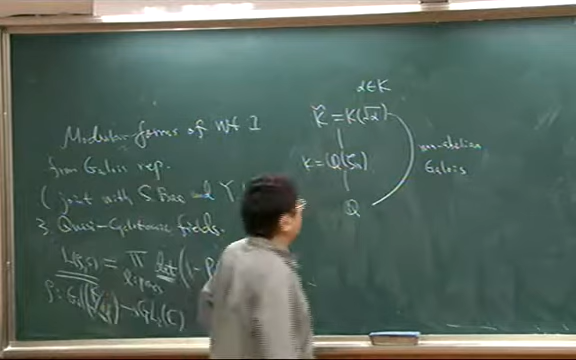 Modular forms of wt 1
from Galois rep.
( joint with S. Bae and Y
3. Quasi-Cyclotomic fields.
L(ρ,s) = Π det (1-ρ
ρ: Gal( ) → GL₂(ℂ
α∈K
K̃ = K(√α)
K = ℚ(ζₙ)
ℚ
non-abelian
Galois